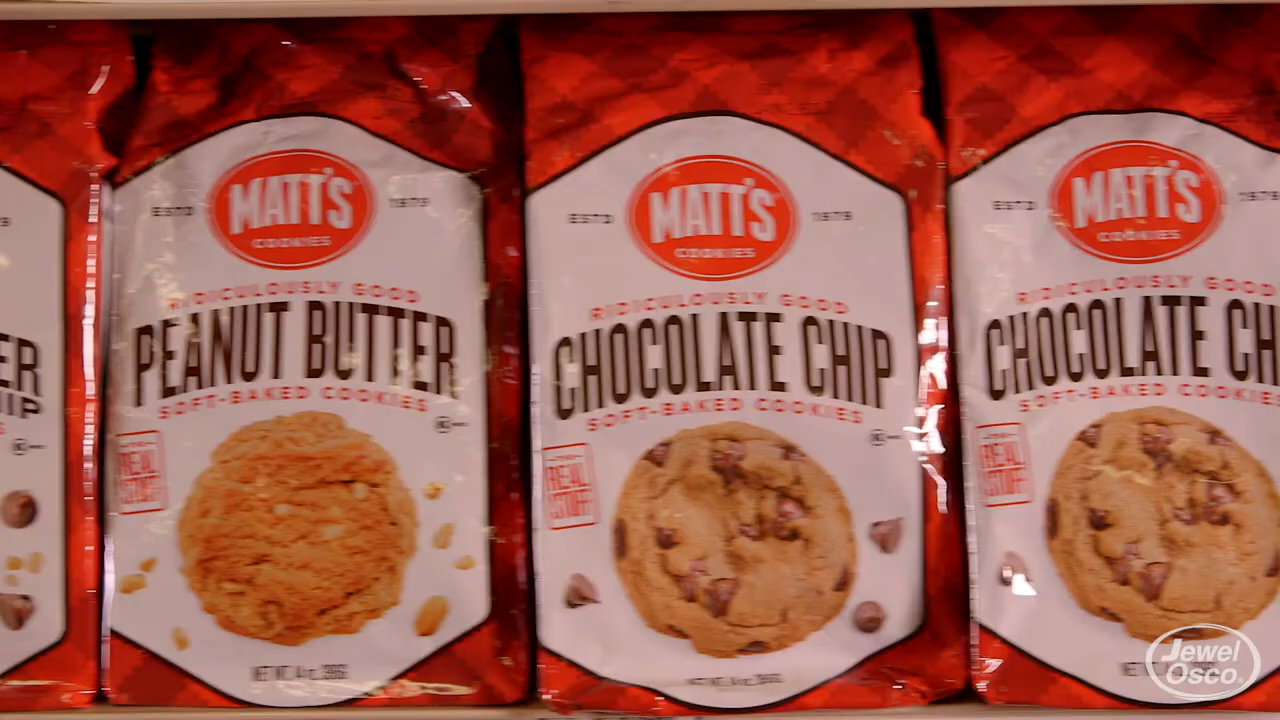 ER
HIP
MATT'S
COOKIES
ESTD
1979
RIDICULOUSLY GOOD
PEANUT BUTTER
SOFT-BAKED COOKIES
REAL
STUFF
MATT'S
COOKIES
ESTD
1979
RIDICULOUSLY GOOD
CHOCOLATE CHIP
SOFT-BAKED COOKIES
REAL
STUFF
MATT'S
COOKIES
ESTD
1979
RIDICULOUSLY GOOD
CHOCOLATE CH
SOFT-BAKED COOKIES
REAL
STUFF
Jewel
Osco